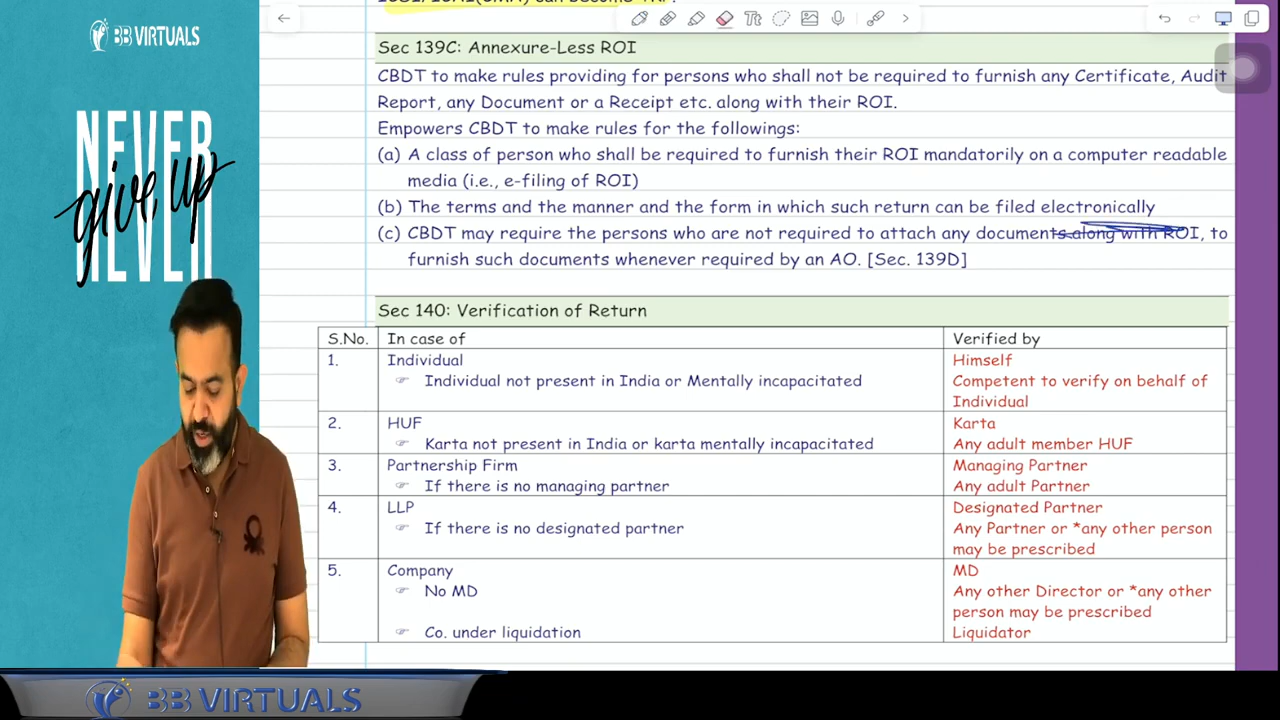 BB VIRTUALS
NEVER
give up
NEVER
Sec 139C: Annexure-Less ROI
CBDT to make rules providing for persons who shall not be required to furnish any Certificate, Audit
Report, any Document or a Receipt etc. along with their ROI.
Empowers CBDT to make rules for the followings:
(a) A class of person who shall be required to furnish their ROI mandatorily on a computer readable
media (i.e., e-filing of ROI)
(b) The terms and the manner and the form in which such return can be filed electronically
(c) CBDT may require the persons who are not required to attach any documents along with ROI, to
furnish such documents whenever required by an AO. [Sec. 139D]
Sec 140: Verification of Return
S.No. In case of Verified by
1. Individual Himself
☞ Individual not present in India or Mentally incapacitated Competent to verify on behalf of
Individual
2. HUF Karta
☞ Karta not present in India or karta mentally incapacitated Any adult member HUF
3. Partnership Firm Managing Partner
☞ If there is no managing partner Any adult Partner
4. LLP Designated Partner
☞ If there is no designated partner Any Partner or *any other person
may be prescribed
5. Company MD
☞ No MD Any other Director or *any other
person may be prescribed
☞ Co. under liquidation Liquidator
BB VIRTUALS